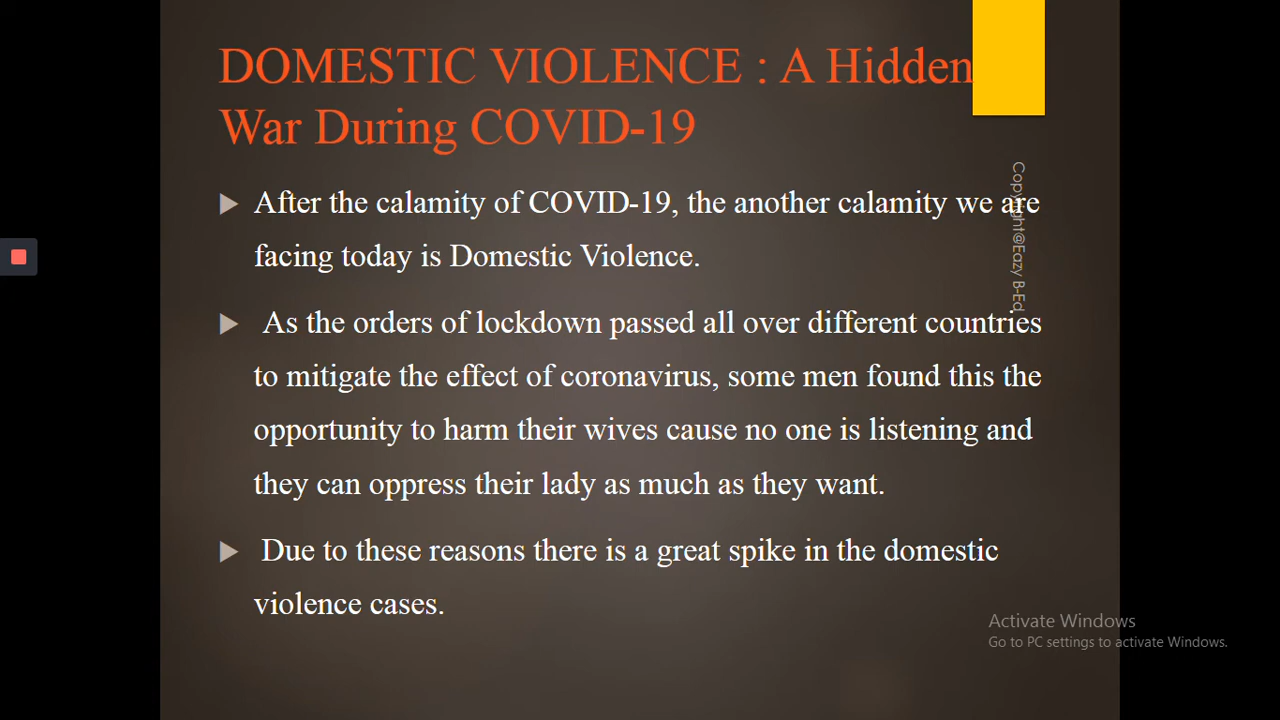 DOMESTIC VIOLENCE : A Hidden
War During COVID-19
After the calamity of COVID-19, the another calamity we are
facing today is Domestic Violence.
As the orders of lockdown passed all over different countries
to mitigate the effect of coronavirus, some men found this the
opportunity to harm their wives cause no one is listening and
they can oppress their lady as much as they want.
Due to these reasons there is a great spike in the domestic
violence cases.
Copyright@Eazy B-Ed
Activate Windows
Go to PC settings to activate Windows.